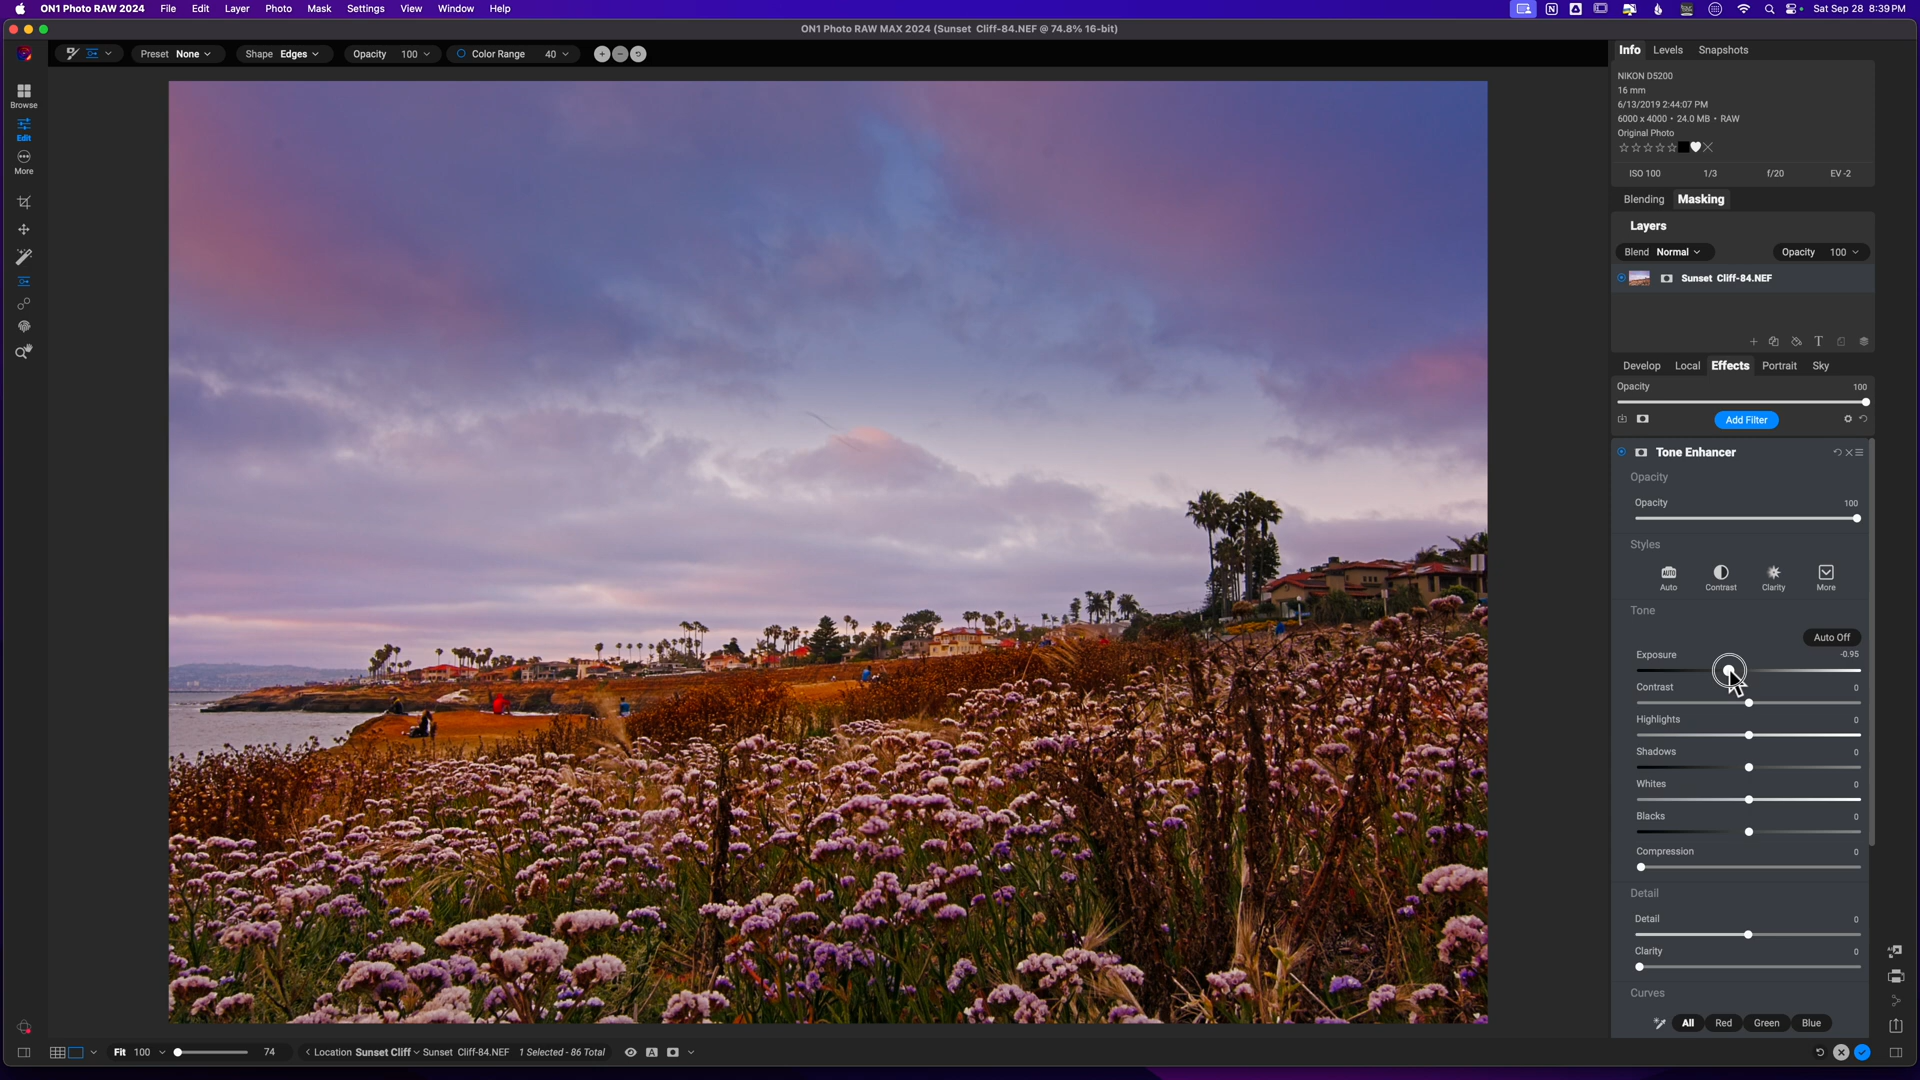 ON1 Photo RAW MAX 2024 File Edit Layer Photo Mask Settings View Window Help Sat Sep 28 8:39 PM
ON1 Photo RAW MAX 2024 (Sunset Cliff-84.NEF @ 74.8% 16-bit)
Preset None Shape Edges Opacity 100 Color Range 40
Browse
Edit
More
Info Levels Snapshots
NIKON D5200
16 mm
6/13/2019 2:44:07 PM
6000 x 4000 • 24.0 MB • RAW
Original Photo
ISO 100 1/3 f/20 EV -2
Blending Masking
Layers
Blend Normal Opacity 100
Sunset Cliff-84.NEF
Develop Local Effects Portrait Sky
Opacity 100
Add Filter
Tone Enhancer
Opacity
Opacity 100
Styles
AUTO
Auto Contrast Clarity More
Tone
Auto Off
Exposure -0.95
Contrast 0
Highlights 0
Shadows 0
Whites 0
Blacks 0
Compression 0
Detail
Detail 0
Clarity 0
Curves
All Red Green Blue
Fit 100 74 < Location Sunset Cliff Sunset Cliff-84.NEF 1 Selected - 86 Total A